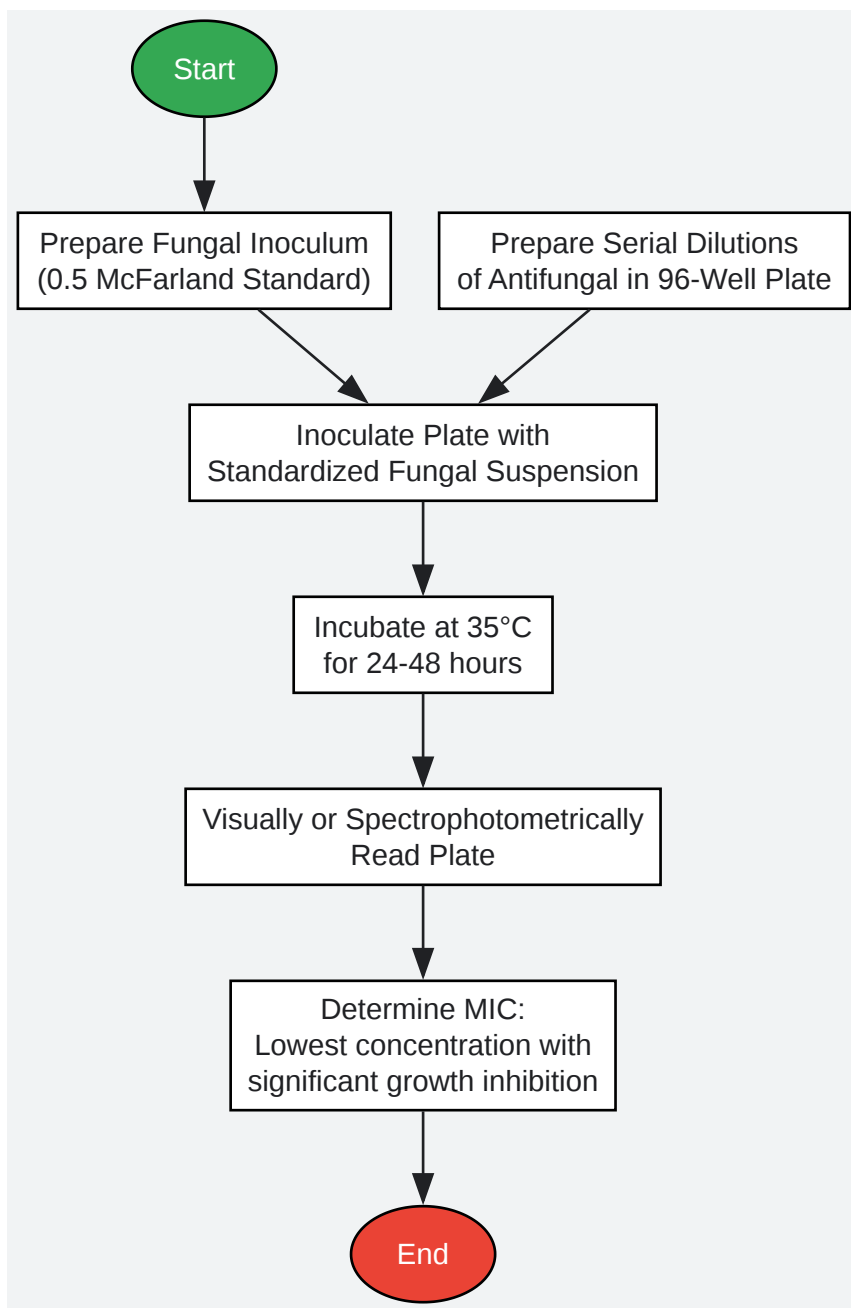 Start
Prepare Fungal Inoculum
(0.5 McFarland Standard)
Prepare Serial Dilutions
of Antifungal in 96-Well Plate
Inoculate Plate with
Standardized Fungal Suspension
Incubate at 35°C
for 24-48 hours
Visually or Spectrophotometrically
Read Plate
Determine MIC:
Lowest concentration with
significant growth inhibition
End